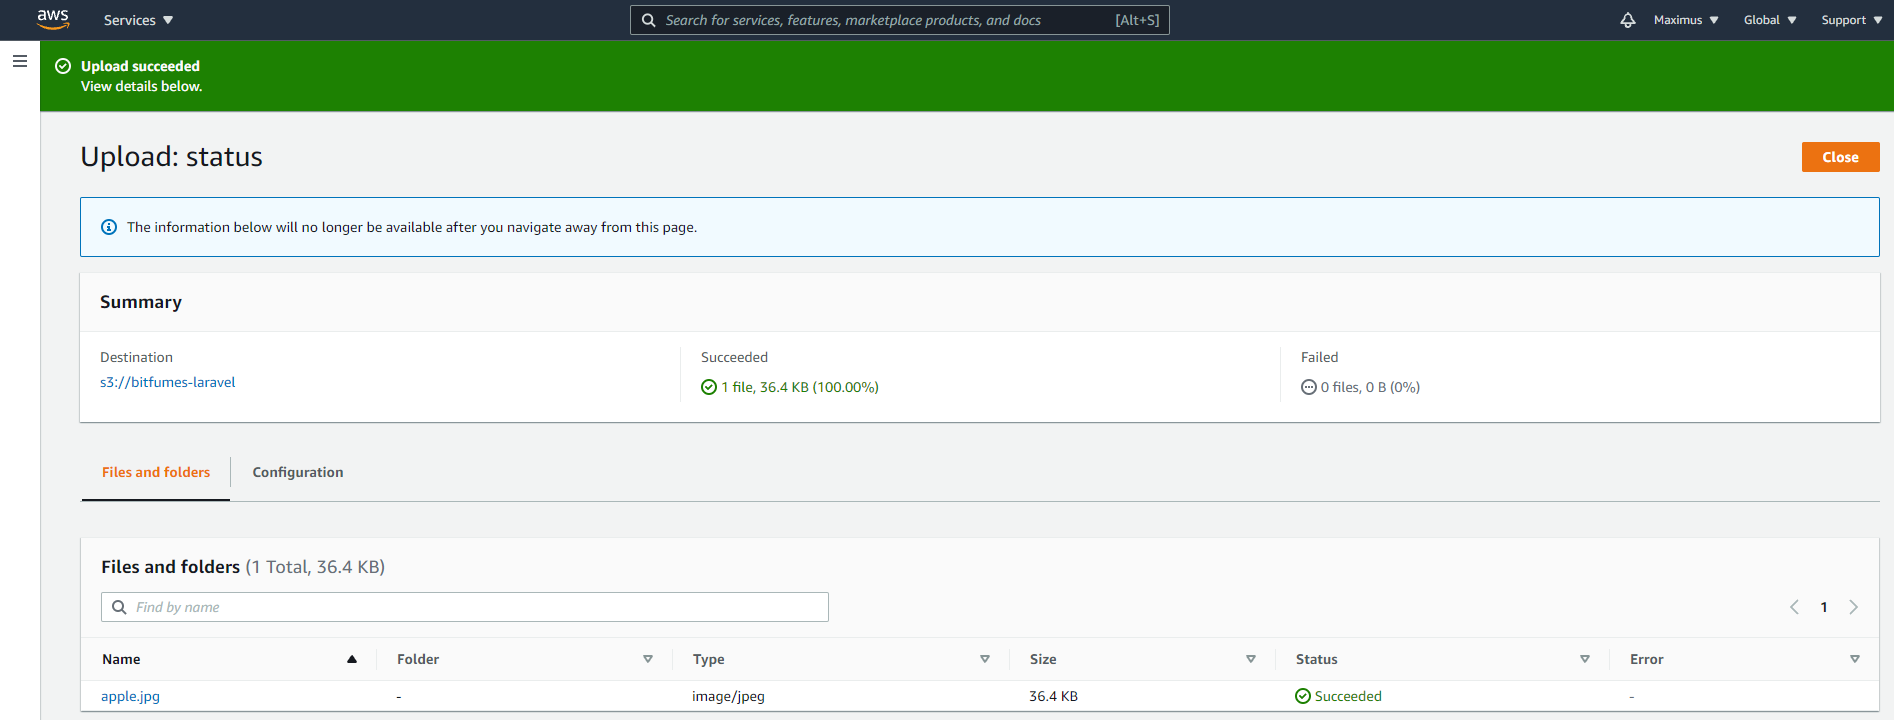 aws Services Search for services, features, marketplace products, and docs [Alt+S] Maximus Global Support
Upload succeeded
View details below.
Upload: status
Close
The information below will no longer be available after you navigate away from this page.
Summary
Destination Succeeded Failed
s3://bitfumes-laravel 1 file, 36.4 KB (100.00%) 0 files, 0 B (0%)
Files and folders Configuration
Files and folders (1 Total, 36.4 KB)
Find by name 1
Name Folder Type Size Status Error
apple.jpg - image/jpeg 36.4 KB Succeeded -